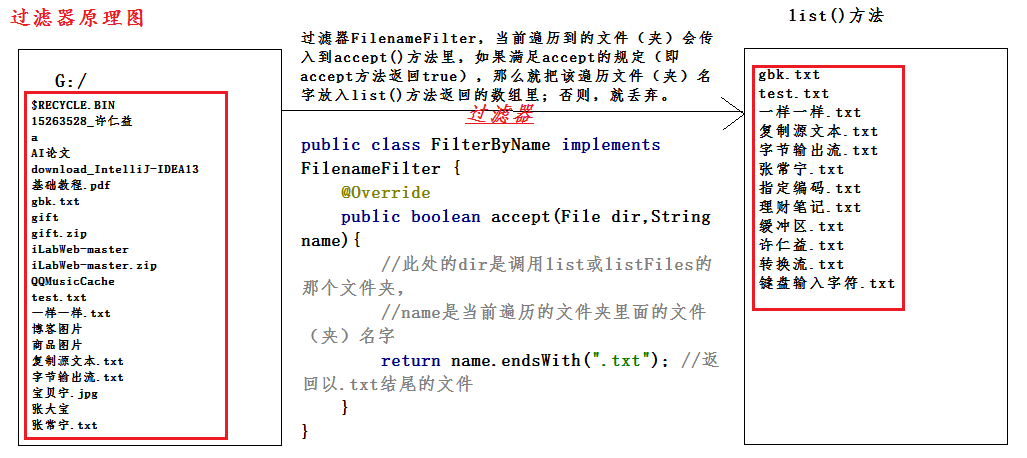 过滤器原理图
G:/
$RECYCLE.BIN
15263528_许仁益
a
AI论文
download_IntelliJ-IDEA13
基础教程.pdf
gbk.txt
gift
gift.zip
iLabWeb-master
iLabWeb-master.zip
QQMusicCache
test.txt
一样一样.txt
博客图片
商品图片
复制源文本.txt
字节输出流.txt
宝贝宁.jpg
张大宝
张常宁.txt
过滤器FilenameFilter，当前遍历到的文件（夹）会传
入到accept()方法里，如果满足accept的规定（即
accept方法返回true），那么就把该遍历文件（夹）名
字放入list()方法返回的数组里；否则，就丢弃。
过滤器
public class FilterByName implements
FilenameFilter {
@Override
public boolean accept(File dir,String
name){
//此处的dir是调用list或listFiles的
那个文件夹，
//name是当前遍历的文件夹里面的文件
（夹）名字
return name.endsWith(".txt"); //返
回以.txt结尾的文件
}
}
list()方法
gbk.txt
test.txt
一样一样.txt
复制源文本.txt
字节输出流.txt
张常宁.txt
指定编码.txt
理财笔记.txt
缓冲区.txt
许仁益.txt
转换流.txt
键盘输入字符.txt